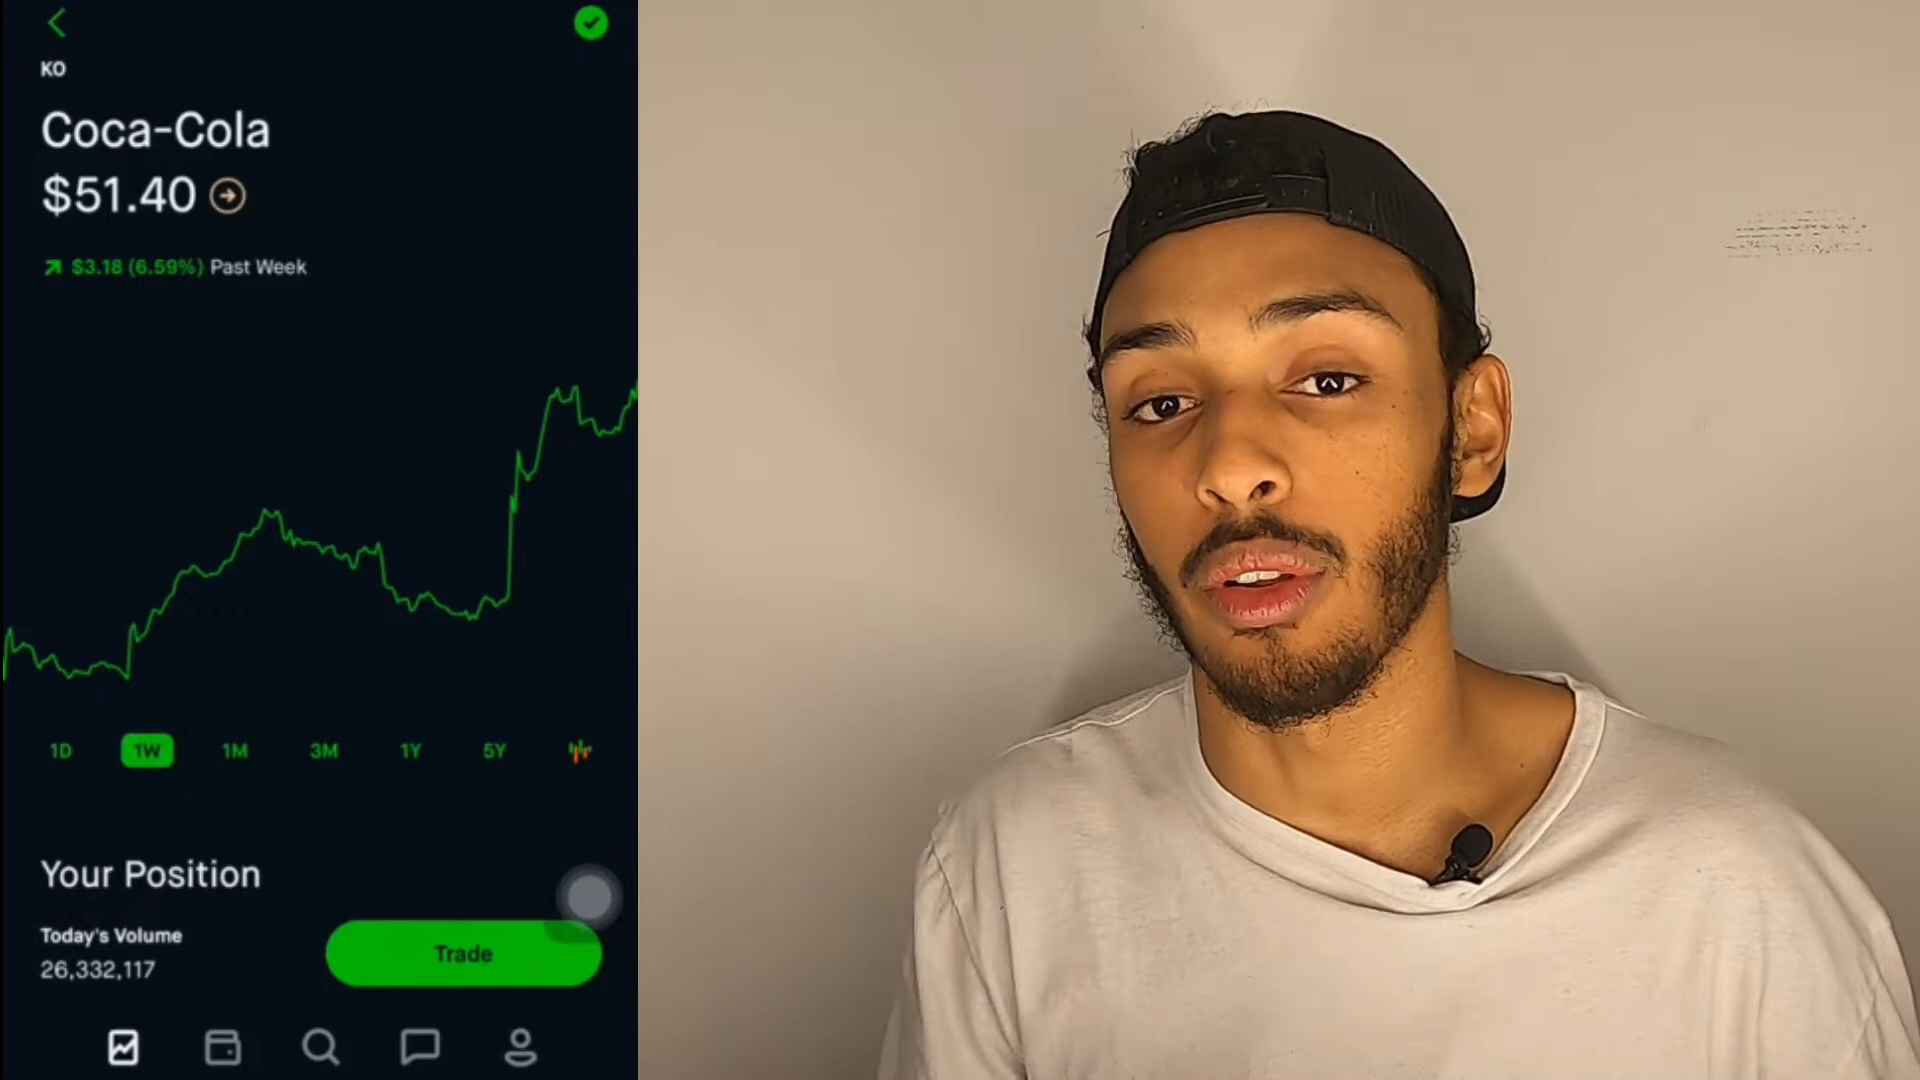 KO
Coca-Cola
$51.40
$3.18 (6.59%) Past Week
1D 1W 1M 3M 1Y 5Y
Your Position
Today's Volume
26,332,117
Trade